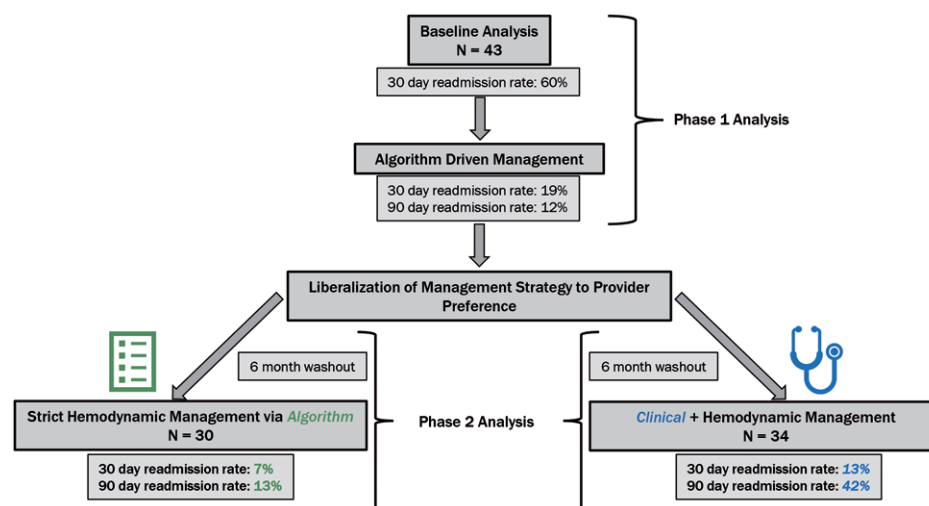 Baseline Analysis
N = 43
30 day readmission rate: 60%
Phase 1 Analysis
Algorithm Driven Management
30 day readmission rate: 19%
90 day readmission rate: 12%
Liberalization of Management Strategy to Provider
Preference
6 month washout
6 month washout
Strict Hemodynamic Management via Algorithm
N = 30
Phase 2 Analysis
Clinical + Hemodynamic Management
N = 34
30 day readmission rate: 7%
90 day readmission rate: 13%
30 day readmission rate: 13%
90 day readmission rate: 42%